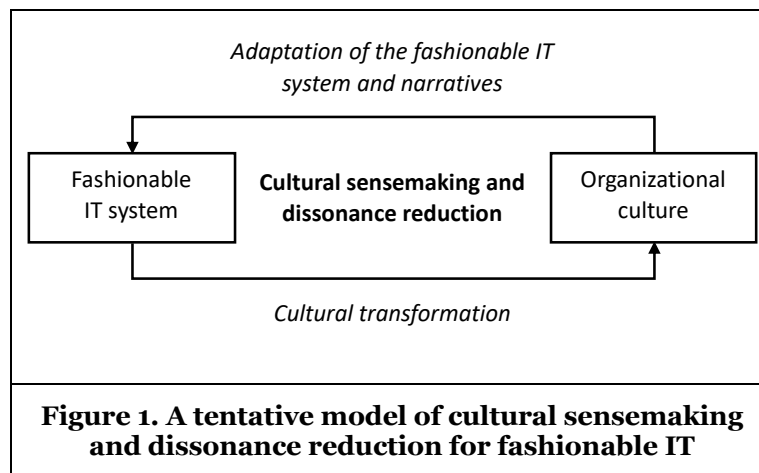 Adaptation of the fashionable IT
system and narratives
Fashionable
IT system
Cultural sensemaking and
dissonance reduction
Organizational
culture
Cultural transformation
Figure 1. A tentative model of cultural sensemaking
and dissonance reduction for fashionable IT